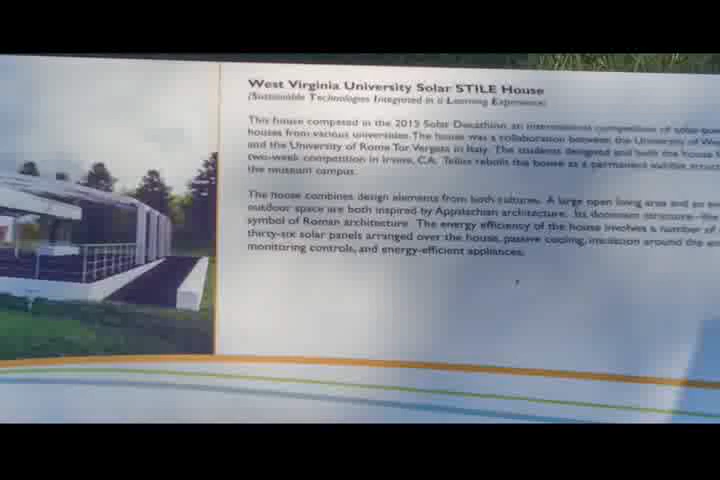 West Virginia University Solar STILE House
(Sustainable Technologies Integrated in a Learning Experience)
This house competed in the 2015 Solar Decathlon, an international competition of solar-pow
houses from various universities. The house was a collaboration between the University of Wes
and the University of Rome Tor Vergata in Italy. The students designed and built the house
two-week competition in Irvine, CA. Tellus rebuilt the house as a permanent exhibit struct
the museum campus.
The house combines design elements from both cultures. A large open living area and an
outdoor space are both inspired by Appalachian architecture. Its dominant structure—the
symbol of Roman architecture. The energy efficiency of the house involves a number of
thirty-six solar panels arranged over the house, passive cooling, insulation around the
monitoring controls, and energy-efficient appliances.